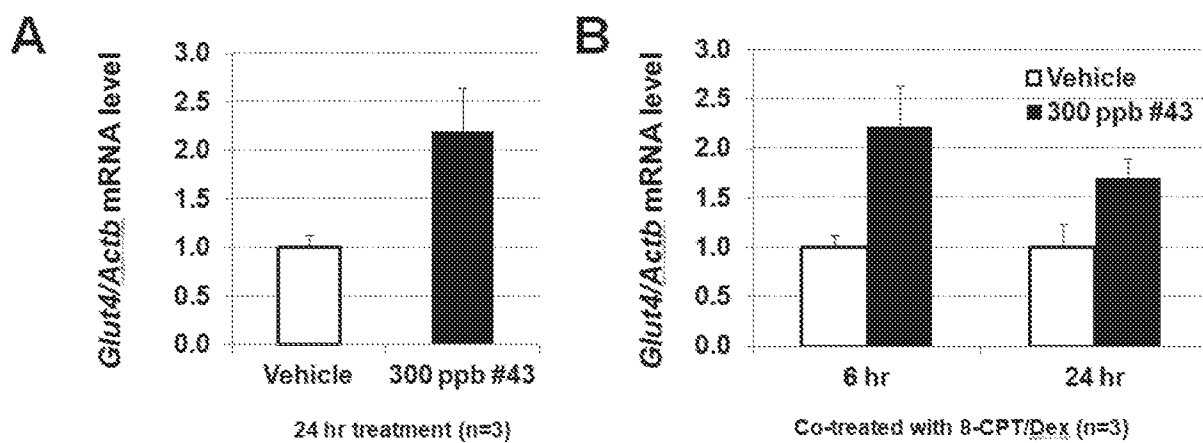 A
Glut4/Actb mRNA level
3.0
2.5
2.0
1.5
1.0
0.5
0.0
Vehicle
300 ppb #43
24 hr treatment (n=3)
B
Glut4/Actb mRNA level
3.0
2.5
2.0
1.5
1.0
0.5
0.0
Vehicle
300 ppb #43
6 hr
24 hr
Co-treated with 8-CPT/Dex (n=3)